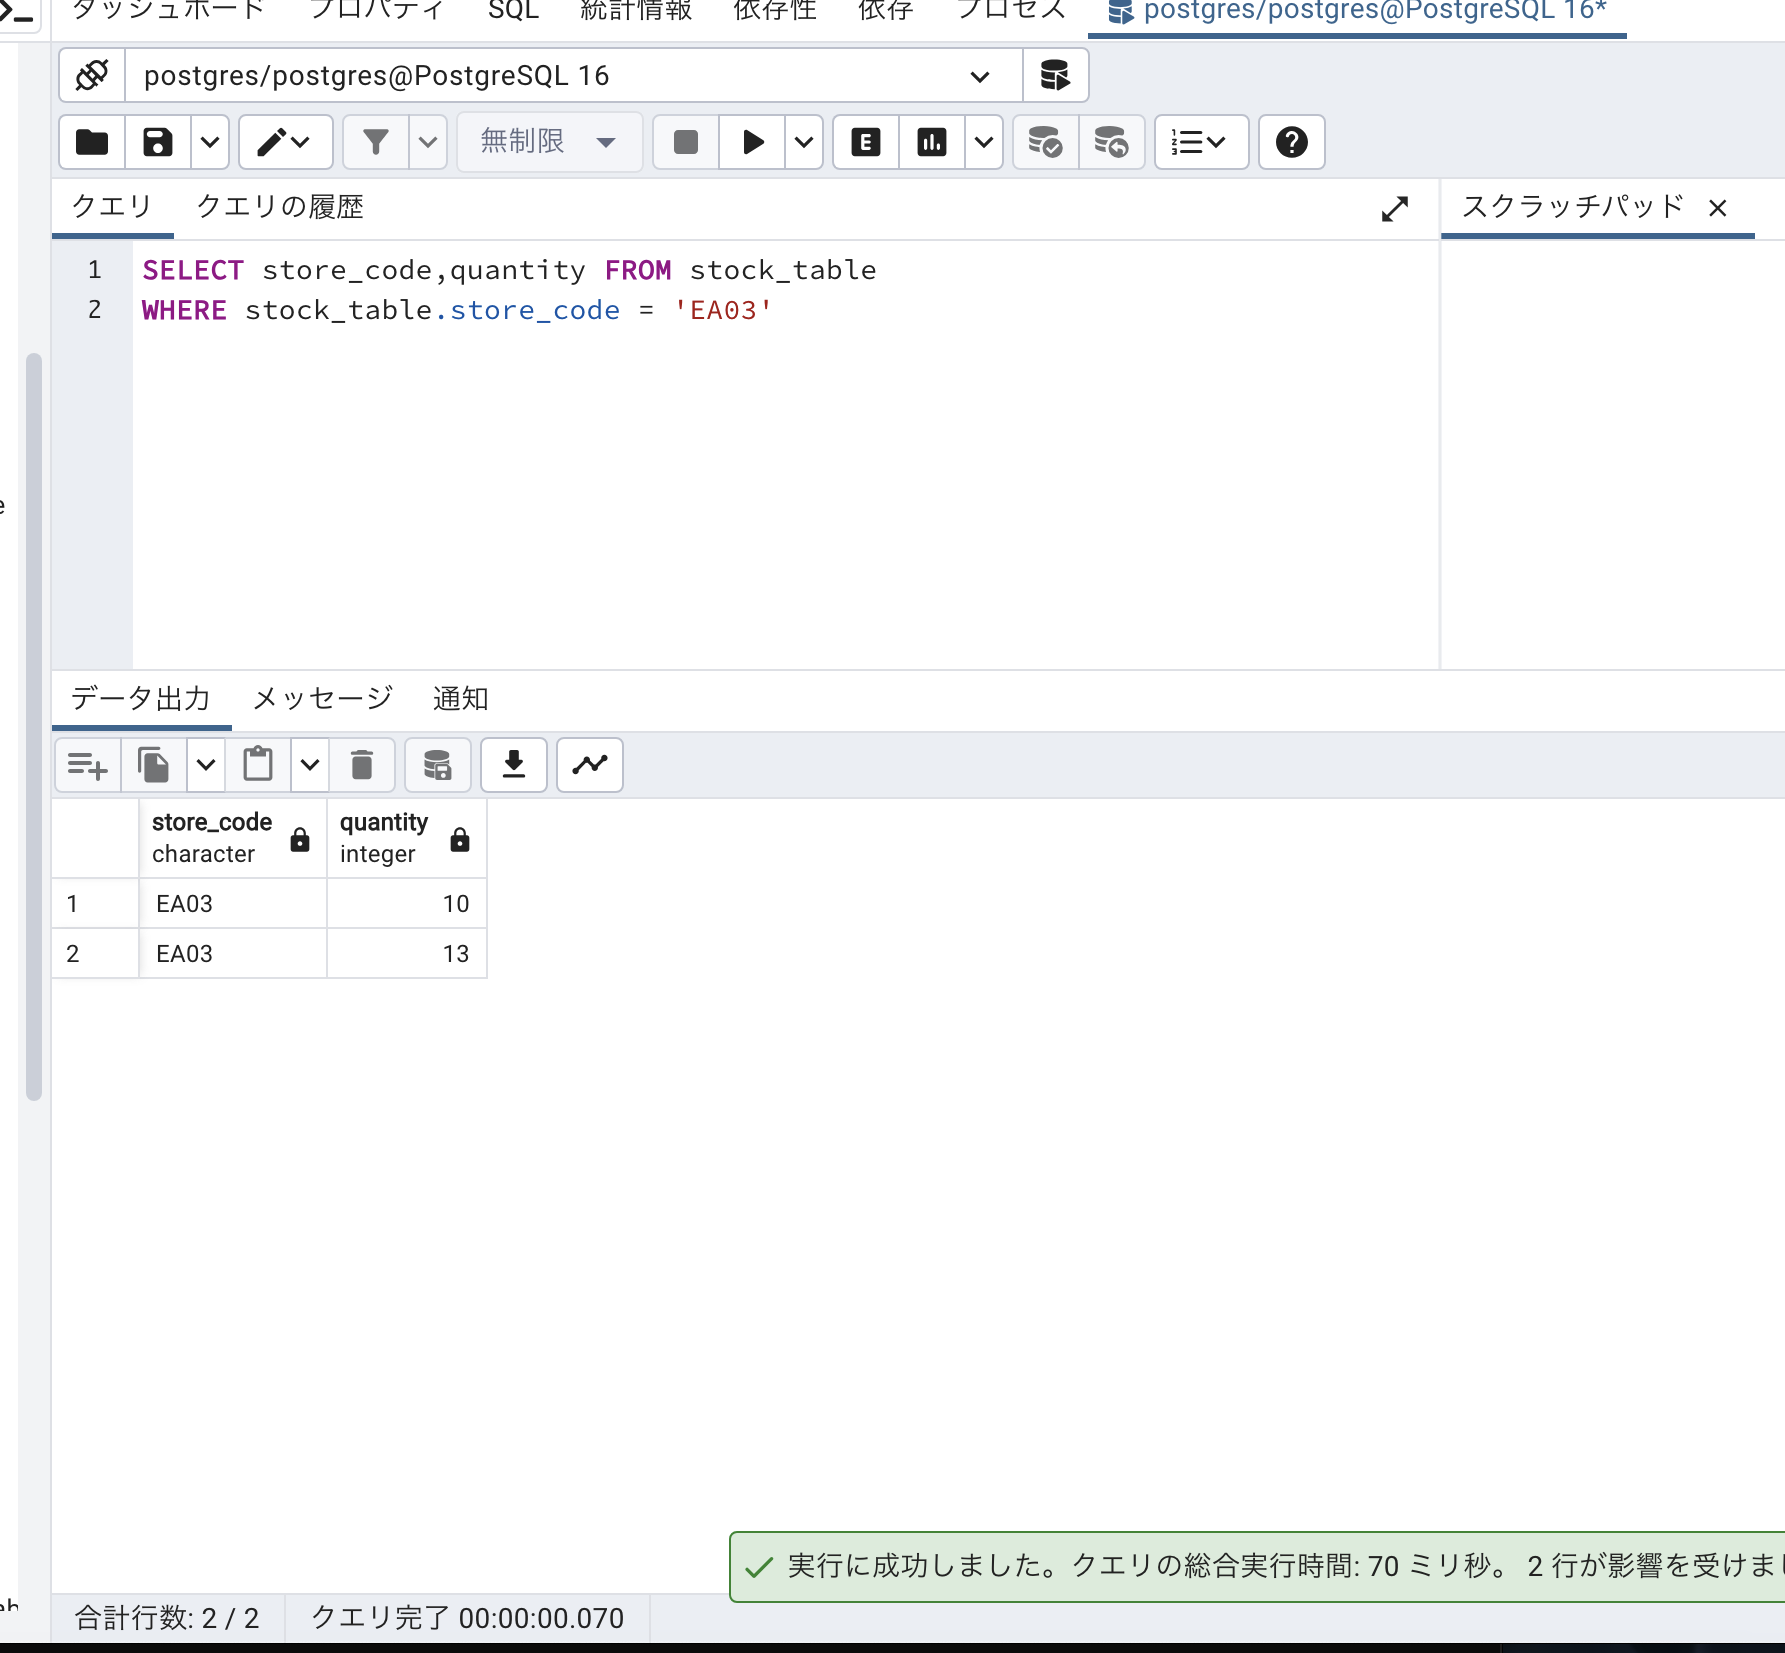 ダッシュボード プロパティ SQL 統計情報 依存性 依存 プロセス postgres/postgres@PostgreSQL 16*
postgres/postgres@PostgreSQL 16
無制限
クエリ クエリの履歴 スクラッチパッド
1 SELECT store_code,quantity FROM stock_table
2 WHERE stock_table.store_code = 'EA03'
データ出力 メッセージ 通知
store_code quantity
character integer
1 EA03 10
2 EA03 13
実行に成功しました。クエリの総合実行時間: 70 ミリ秒。 2 行が影響を受けま
合計行数: 2 / 2 クエリ完了 00:00:00.070